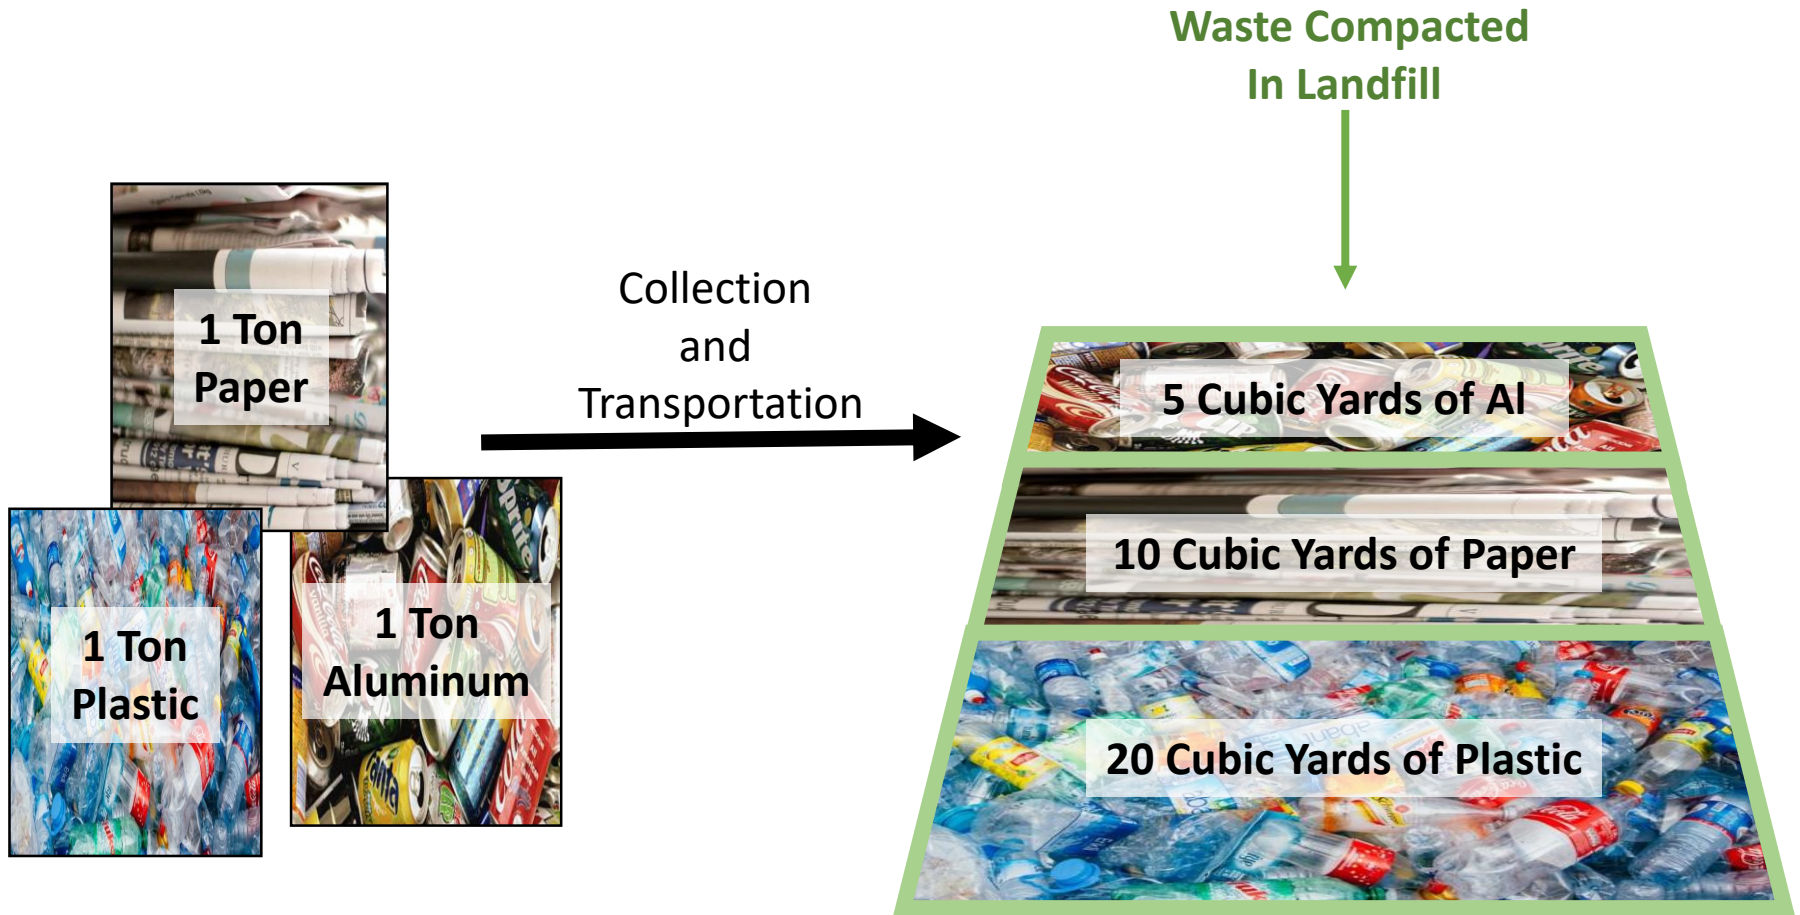 Waste Compacted
In Landfill
1 Ton
Paper
Collection
and
Transportation
1 Ton
Plastic
1 Ton
Aluminum
5 Cubic Yards of Al
10 Cubic Yards of Paper
20 Cubic Yards of Plastic
Sprite